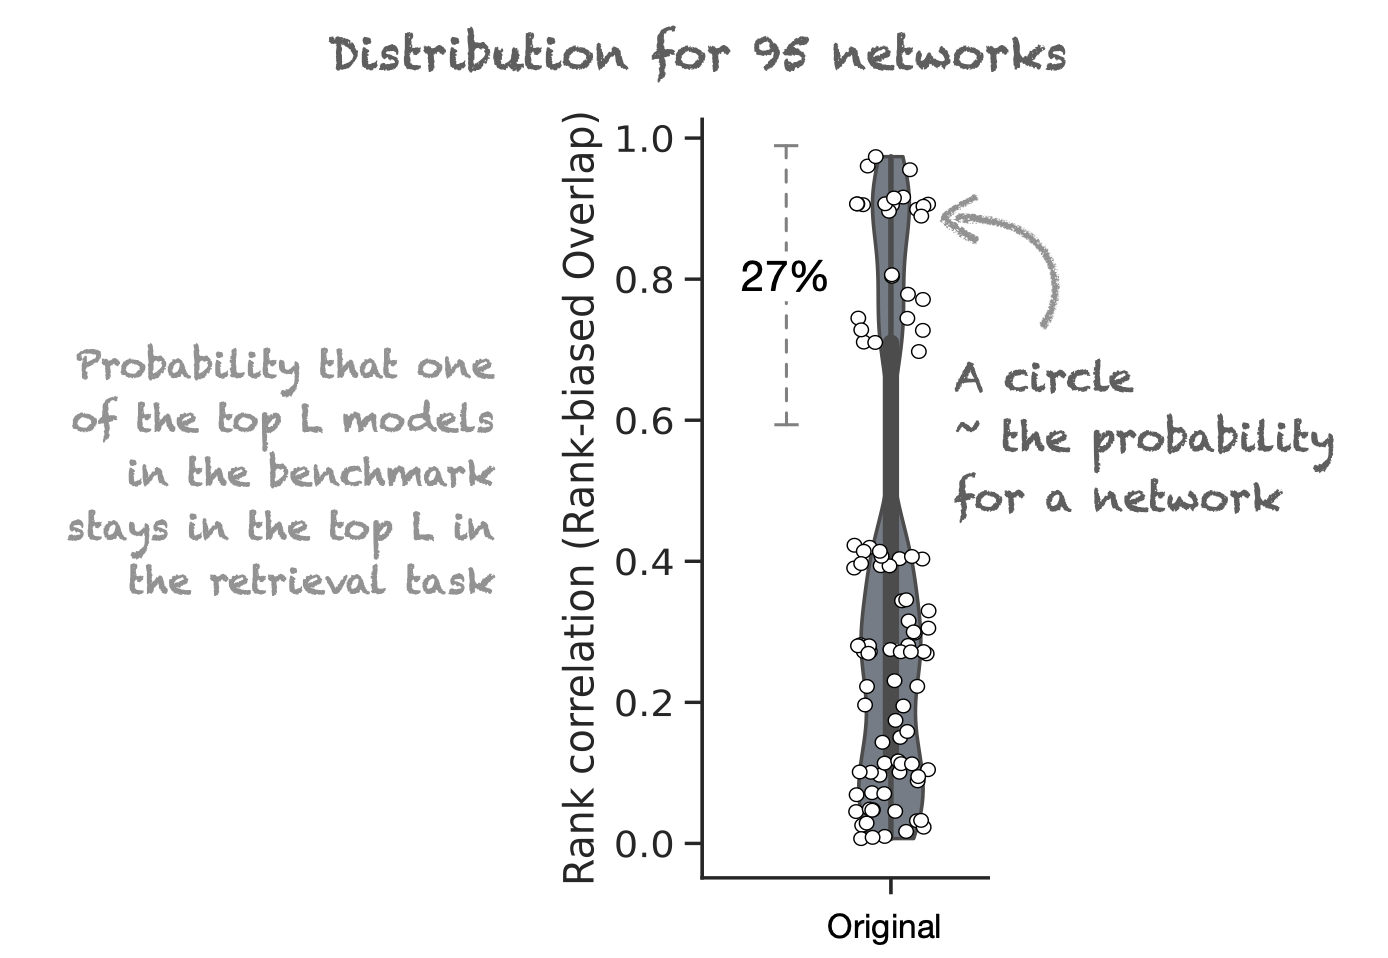 Distribution for 95 networks
Probability that one
of the top L models
in the benchmark
stays in the top L in
the retrieval task
Rank correlation (Rank-biased Overlap)
1.0
0.8
0.6
0.4
0.2
0.0
27%
A circle
~ the probability
for a network
Original